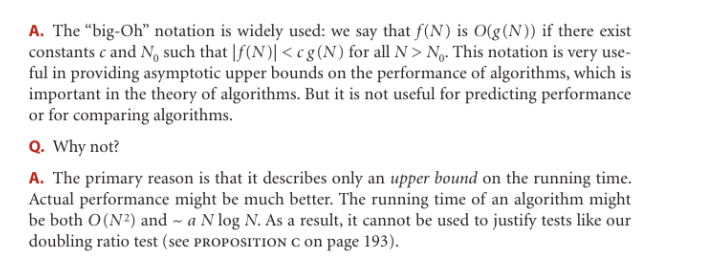 A. The “big-Oh” notation is widely used: we say that f(N) is O(g(N)) if there exist
constants c and N₀ such that |f(N)| < c g(N) for all N > N₀. This notation is very use-
ful in providing asymptotic upper bounds on the performance of algorithms, which is
important in the theory of algorithms. But it is not useful for predicting performance
or for comparing algorithms.
Q. Why not?
A. The primary reason is that it describes only an upper bound on the running time.
Actual performance might be much better. The running time of an algorithm might
be both O(N²) and ~ a N log N. As a result, it cannot be used to justify tests like our
doubling ratio test (see PROPOSITION C on page 193).